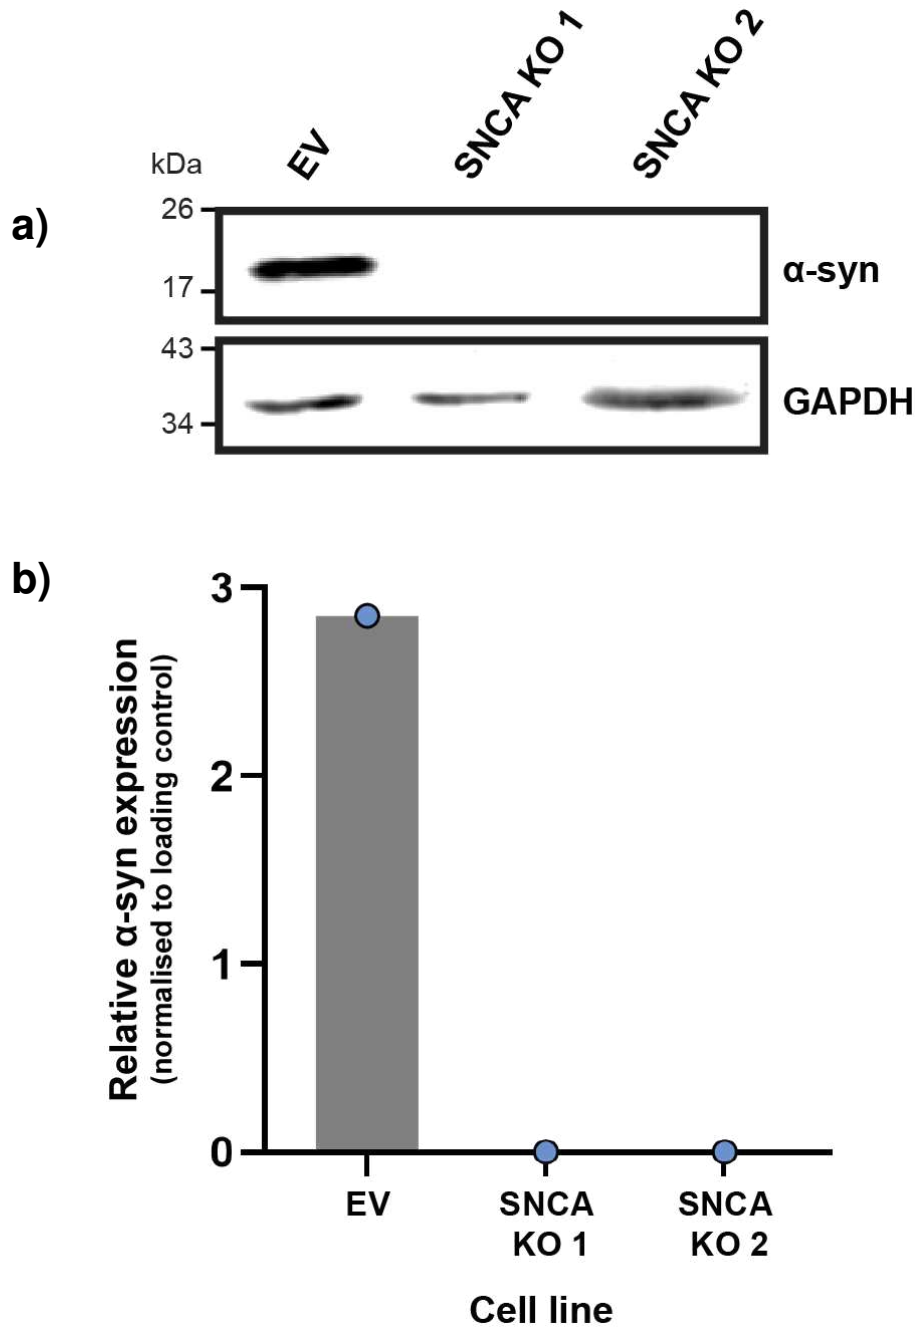 EV
SNCA KO 1
SNCA KO 2
kDa
a)
26
17
α-syn
43
34
GAPDH
b)
Relative α-syn expression
(normalised to loading control)
3
2
1
0
EV
SNCA
KO 1
SNCA
KO 2
Cell line